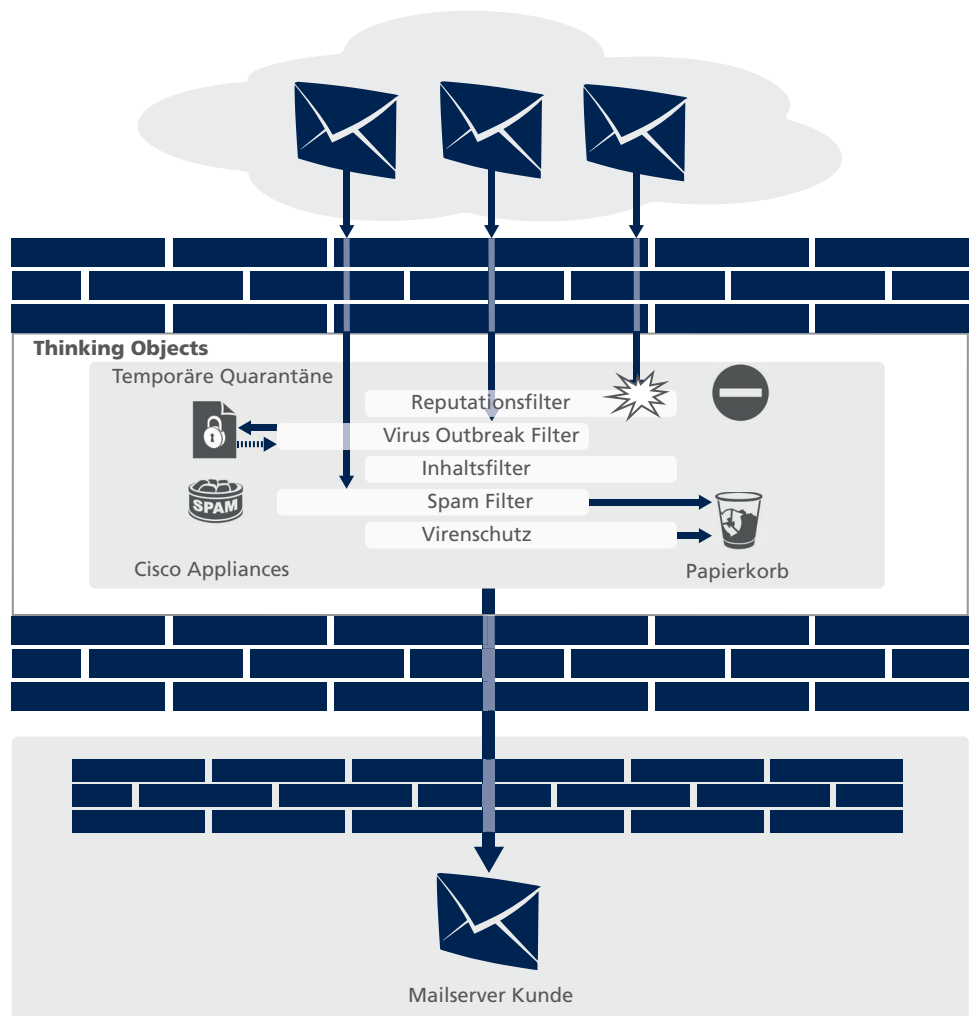 Thinking Objects
Temporäre Quarantäne
Reputationsfilter
Virus Outbreak Filter
Inhaltsfilter
SPAM
Spam Filter
Virenschutz
Cisco Appliances
Papierkorb
Mailserver Kunde